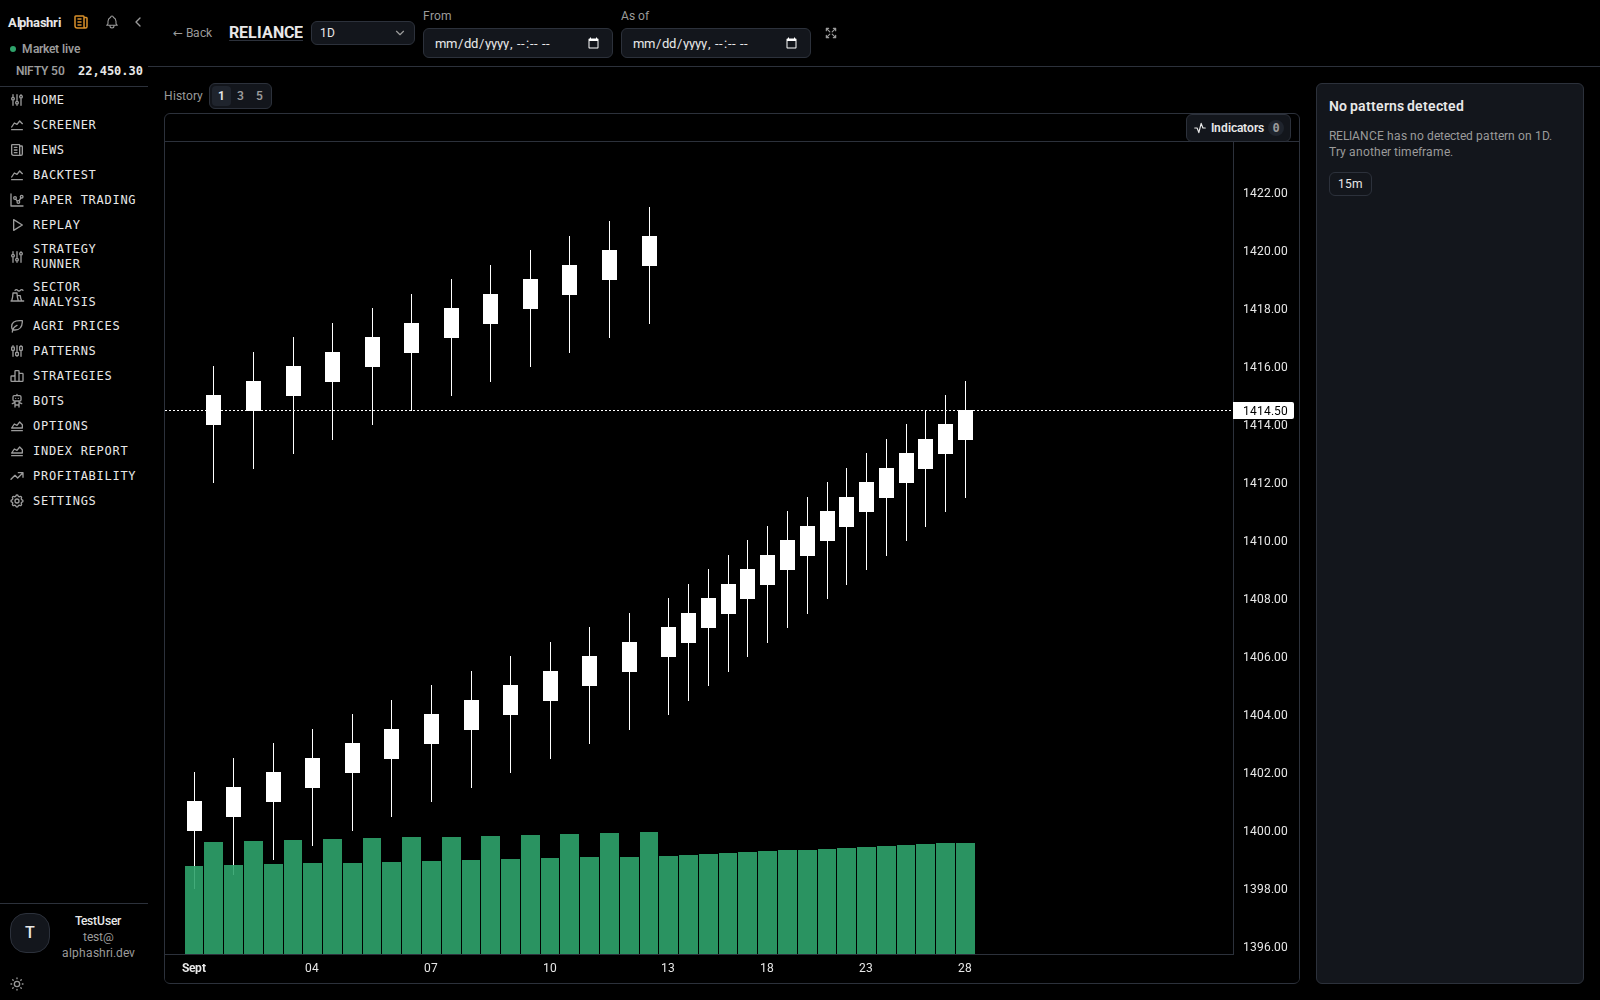 Alphashri
Market live
NIFTY 50 22,450.30
HOME
SCREENER
NEWS
BACKTEST
PAPER TRADING
REPLAY
STRATEGY
RUNNER
SECTOR
ANALYSIS
AGRI PRICES
PATTERNS
STRATEGIES
BOTS
OPTIONS
INDEX REPORT
PROFITABILITY
SETTINGS
T
TestUser
test@
alphashri.dev
← Back
RELIANCE
1D
From
mm/dd/yyyy, --:-- --
As of
mm/dd/yyyy, --:-- --
History 1 3 5
Indicators 0
1422.00
1420.00
1418.00
1416.00
1414.50
1414.00
1412.00
1410.00
1408.00
1406.00
1404.00
1402.00
1400.00
1398.00
1396.00
Sept 04 07 10 13 18 23 28
No patterns detected
RELIANCE has no detected pattern on 1D.
Try another timeframe.
15m